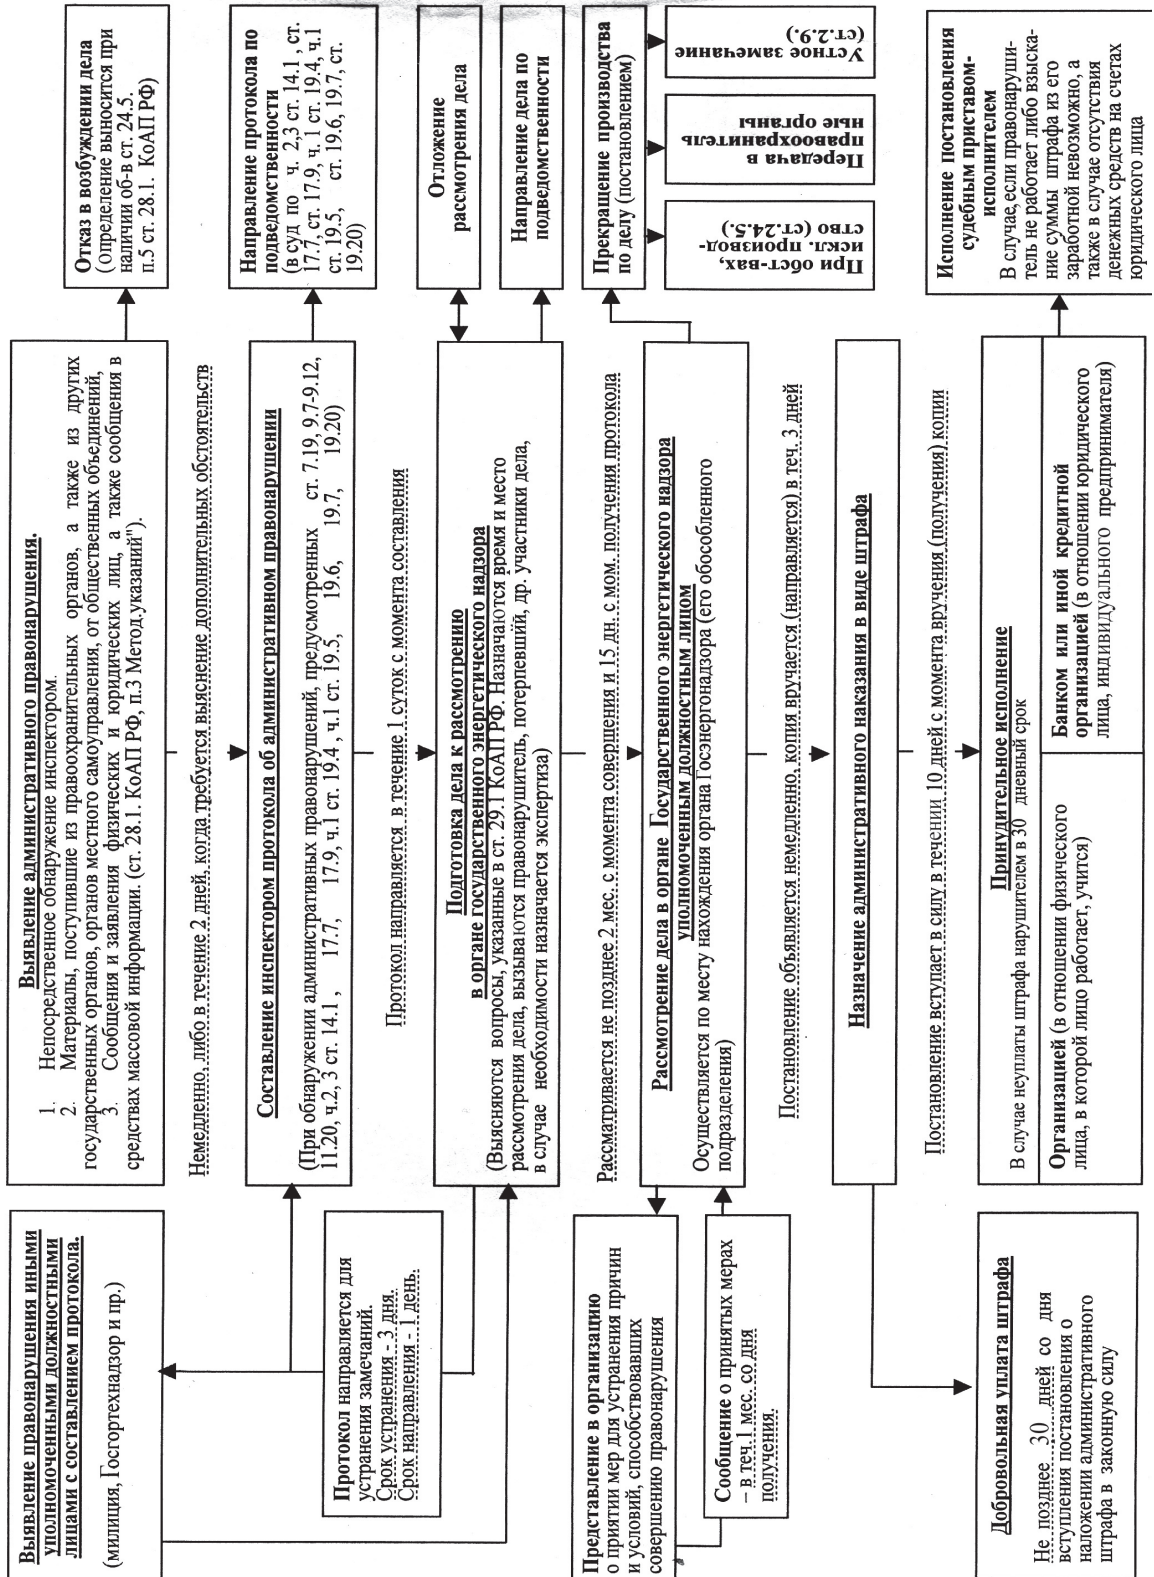 Выявление правонарушения иными
уполномоченными должностными
лицами с составлением протокола.
(милиция, Госгортехнадзор и пр.)
Выявление административного правонарушения.
1. Непосредственное обнаружение инспектором.
2. Материалы, поступившие из правоохранительных органов, а также из других
государственных органов, органов местного самоуправления, от общественных объединений,
3. Сообщения и заявления физических и юридических лиц, а также сообщения в
средствах массовой информации. (ст. 28.1. КоАП РФ, п.3 Метод.указаний").
Отказ в возбуждении дела
(определение выносится при
наличии об-в ст. 24.5.
п.5 ст. 28.1. КоАП РФ)
Немедленно, либо в течение 2 дней, когда требуется выяснение дополнительных обстоятельств
Протокол направляется для
устранения замечаний.
Срок устранения - 3 дня.
Срок направления - 1 день.
Составление инспектором протокола об административном правонарушении
(При обнаружении административных правонарушений, предусмотренных ст. 7.19, 9.7-9.12,
11.20, ч.2, 3 ст. 14.1 , 17.7, 17.9, ч.1 ст. 19.4 , ч.1 ст. 19.5, 19.6, 19.7, 19.20)
Направление протокола по
подведомственности
(в суд по ч. 2,3 ст. 14.1 , ст.
17.7, ст. 17.9, ч.1 ст. 19.4, ч.1
ст. 19.5, ст. 19.6, 19.7, ст.
19.20)
Протокол направляется в течение 1 суток с момента составления
Подготовка дела к рассмотрению
в органе государственного энергетического надзора
(Выясняются вопросы, указанные в ст. 29.1 КоАП РФ. Назначаются время и место
рассмотрения дела, вызываются правонарушитель, потерпевший, др. участники дела,
в случае необходимости назначается экспертиза)
Отложение
рассмотрения дела
Направление дела по
подведомственности
Рассматривается не позднее 2 мес. с момента совершения и 15 дн. с мом. получения протокола
Представление в организацию
о приятии мер для устранения причин
и условий, способствовавших
совершению правонарушения
Сообщение о принятых мерах
– в теч.1 мес. со дня
получения.
Рассмотрение дела в органе Государственного энергетического надзора
уполномоченным должностным лицом
Осуществляется по месту нахождения органа Госэнергонадзора (его обособленного
подразделения)
Прекращение производства
по делу (постановлением)
При обст-вах,
искл. производ-
ство (ст.24.5.)
Передача в
правоохранитель
ные органы
Устное замечание
(ст.2.9.)
Постановление объявляется немедленно, копия вручается (направляется) в теч. 3 дней
Назначение административного наказания в виде штрафа
Постановление вступает в силу в течении 10 дней с момента вручения (получения) копии
Добровольная уплата штрафа
Не позднее 30 дней со дня
вступления постановления о
наложении административного
штрафа в законную силу
Принудительное исполнение
В случае неуплаты штрафа нарушителем в 30 дневный срок
Организацией (в отношении физического
лица, в которой лицо работает, учится)
Банком или иной кредитной
организацией (в отношении юридического
лица, индивидуального предпринимателя)
Исполнение постановления
судебным приставом-
исполнителем
В случае, если правонаруши-
тель не работает либо взыска-
ние суммы штрафа из его
заработной невозможно, а
также в случае отсутствия
денежных средств на счетах
юридического лица